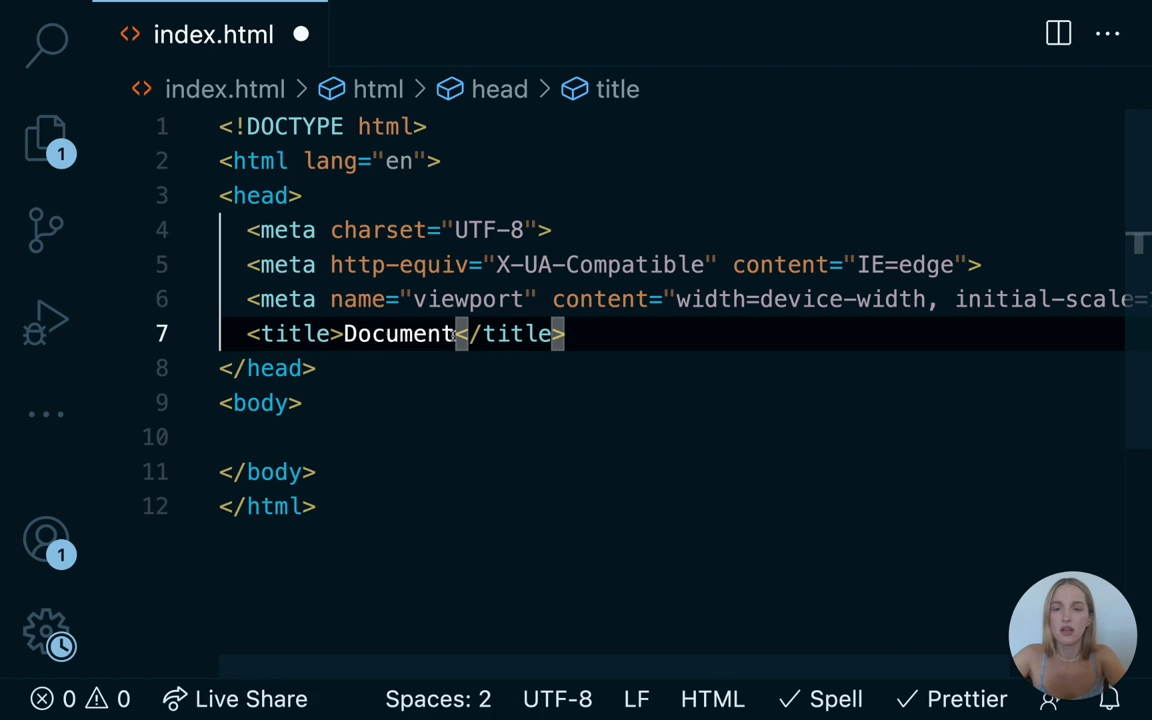 <> index.html
<> index.html > html > head > title
1 <!DOCTYPE html>
2 <html lang="en">
3 <head>
4 <meta charset="UTF-8">
5 <meta http-equiv="X-UA-Compatible" content="IE=edge">
6 <meta name="viewport" content="width=device-width, initial-scale=
7 <title>Document</title>
8 </head>
9 <body>
10
11 </body>
12 </html>
1
1
0 0 Live Share Spaces: 2 UTF-8 LF HTML Spell Prettier